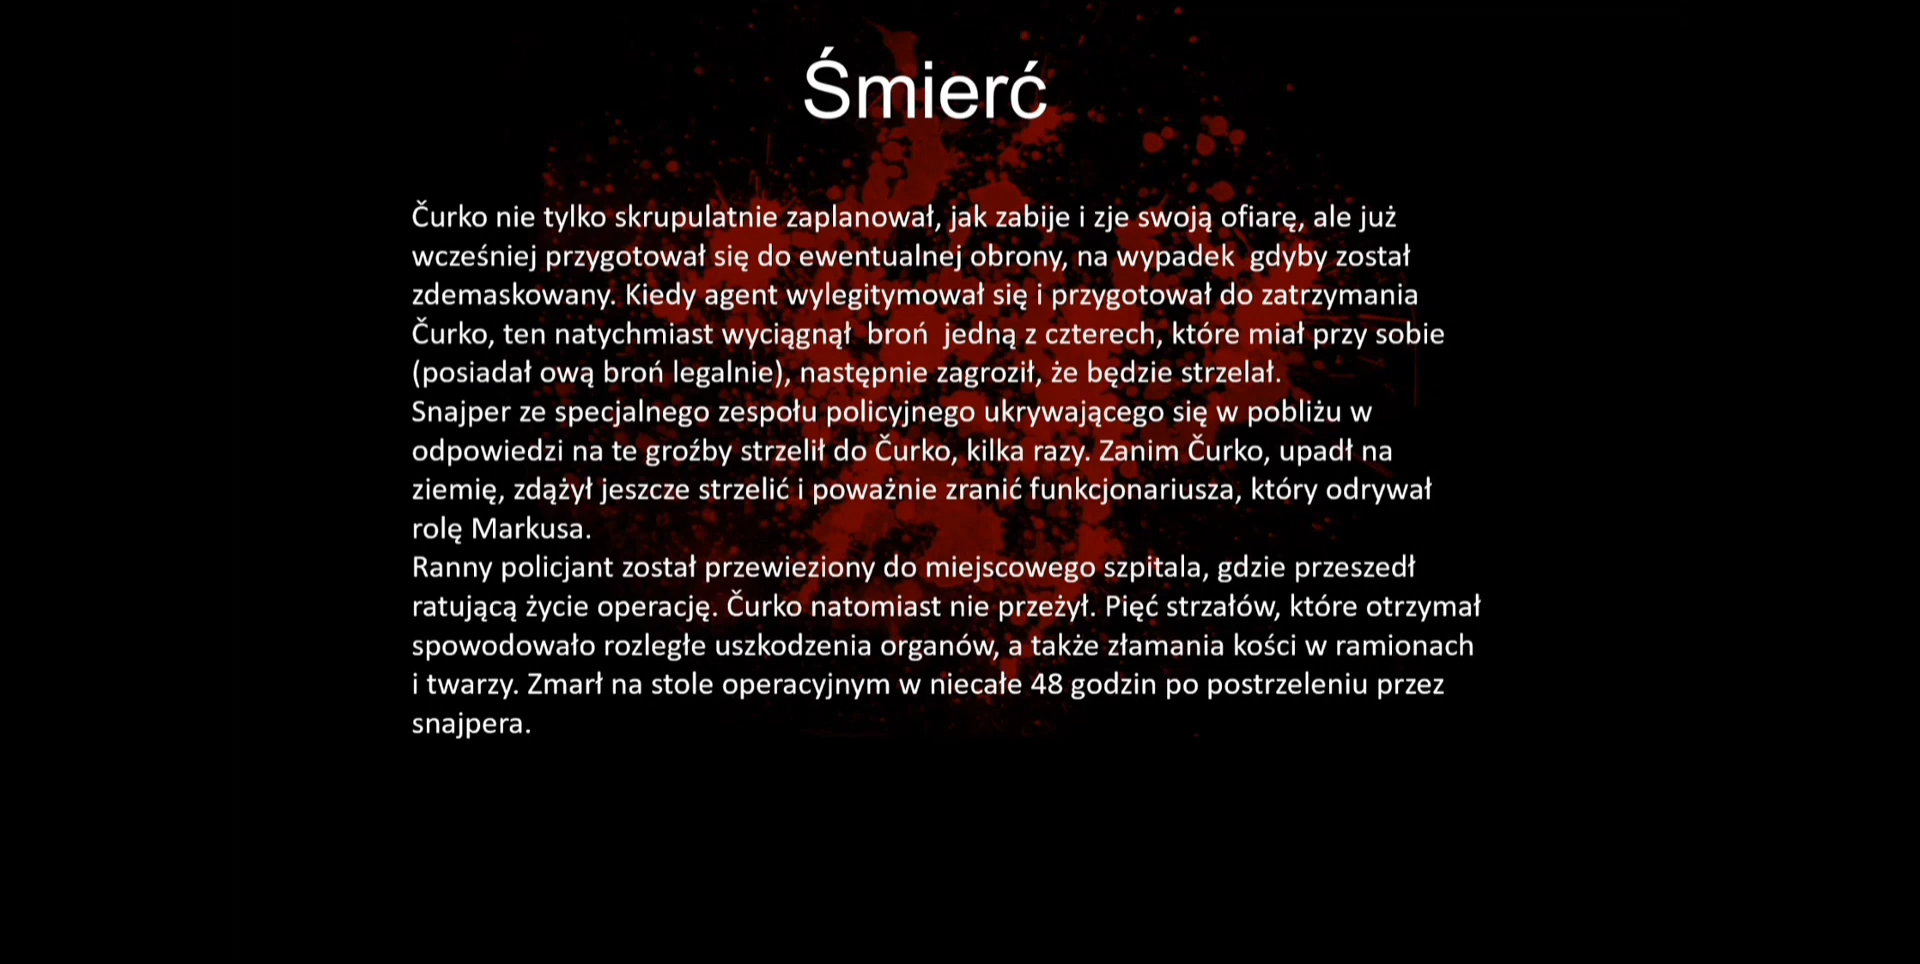 Śmierć
Čurko nie tylko skrupulatnie zaplanował, jak zabije i zje swoją ofiarę, ale już
wcześniej przygotował się do ewentualnej obrony, na wypadek  gdyby został
zdemaskowany. Kiedy agent wylegitymował się i przygotował do zatrzymania
Čurko, ten natychmiast wyciągnął  broń  jedną z czterech, które miał przy sobie
(posiadał ową broń legalnie), następnie zagroził, że będzie strzelał.
Snajper ze specjalnego zespołu policyjnego ukrywającego się w pobliżu w
odpowiedzi na te groźby strzelił do Čurko, kilka razy. Zanim Čurko, upadł na
ziemię, zdążył jeszcze strzelić i poważnie zranić funkcjonariusza, który odrywał
rolę Markusa.
Ranny policjant został przewieziony do miejscowego szpitala, gdzie przeszedł
ratującą życie operację. Čurko natomiast nie przeżył. Pięć strzałów, które otrzymał
spowodowało rozległe uszkodzenia organów, a także złamania kości w ramionach
i twarzy. Zmarł na stole operacyjnym w niecałe 48 godzin po postrzeleniu przez
snajpera.